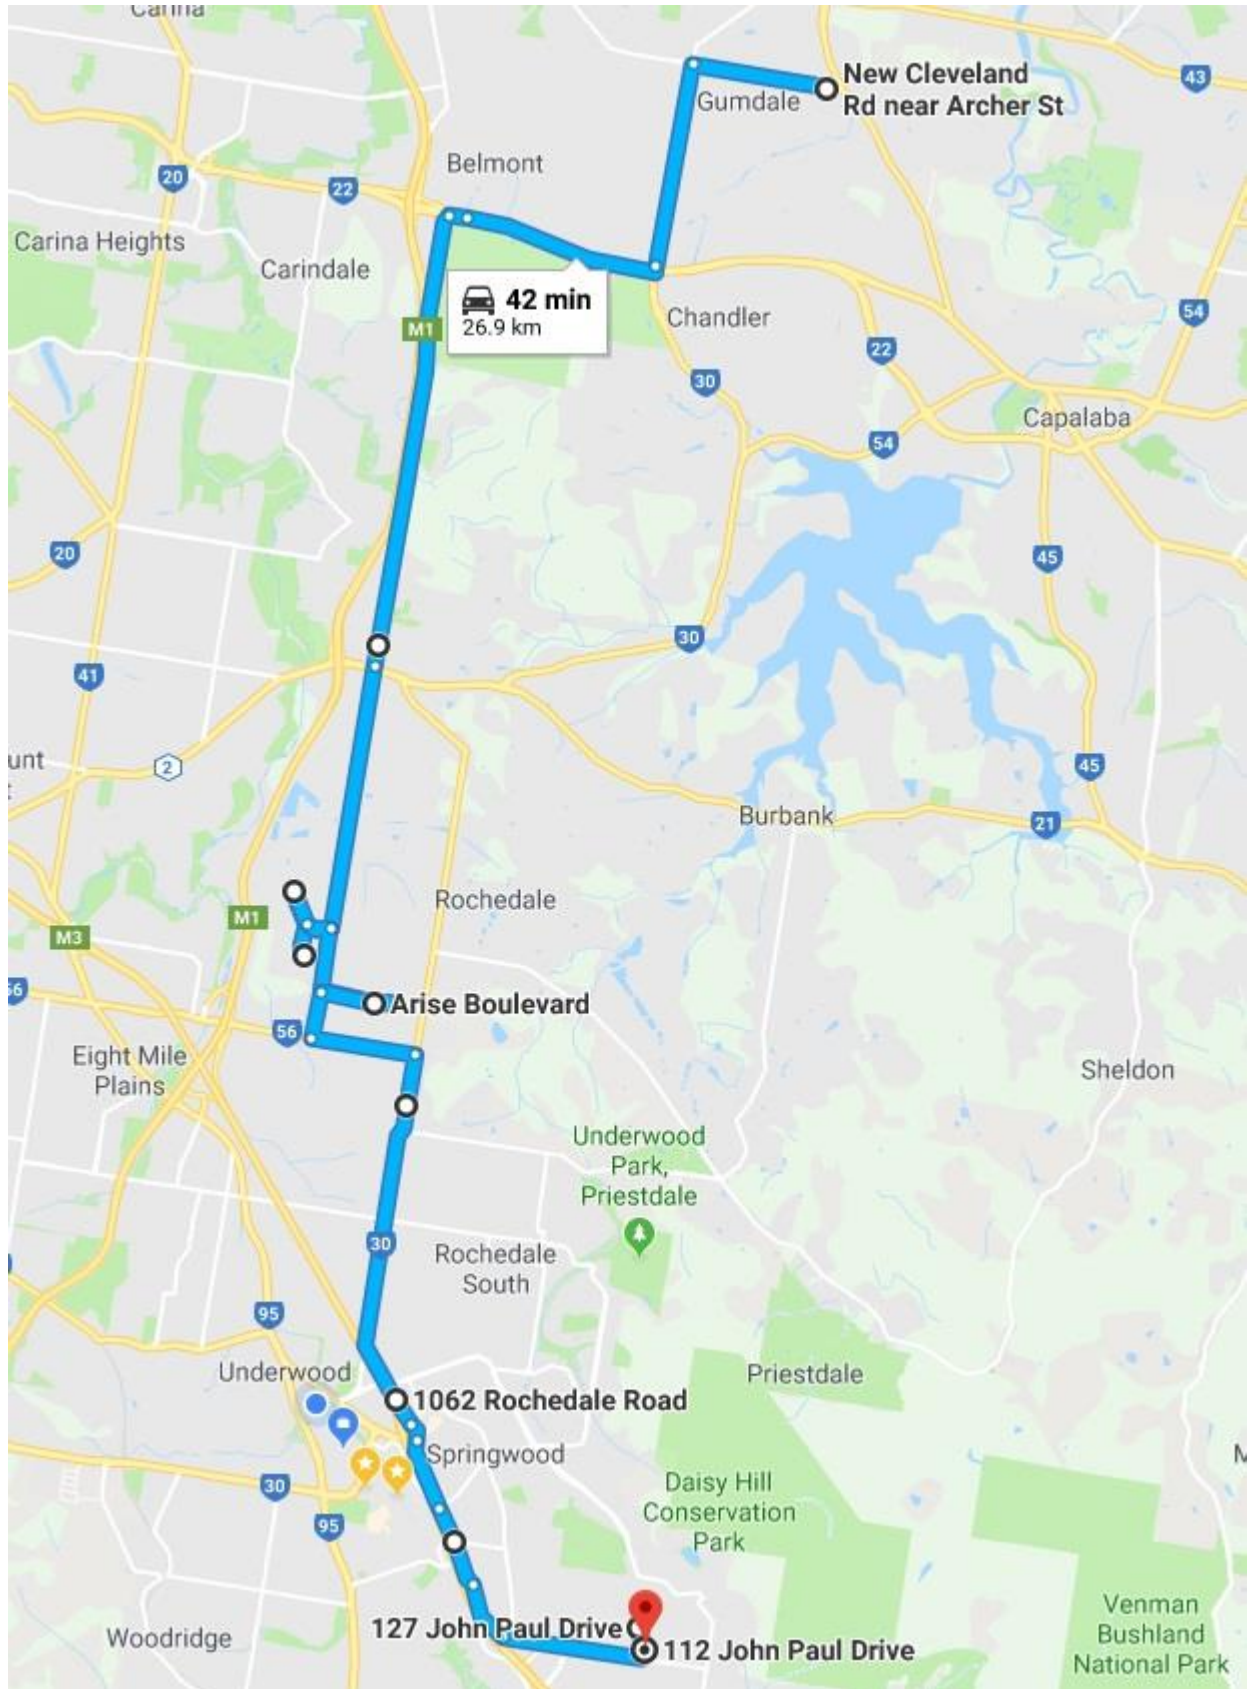 Carina
New Cleveland
Rd near Archer St
43
Gumdale
Belmont
20
22
Carina Heights
Carindale
42 min
26.9 km
M1
Chandler
54
22
30
Capalaba
54
20
45
30
41
2
unt
45
Burbank
21
Rochedale
M1
M3
56
Arise Boulevard
56
Eight Mile
Plains
Sheldon
Underwood
Park,
Priestdale
30
Rochedale
South
95
Underwood
Priestdale
1062 Rochedale Road
Springwood
M
30
Daisy Hill
Conservation
Park
95
Venman
Bushland
National Park
127 John Paul Drive
Woodridge
112 John Paul Drive